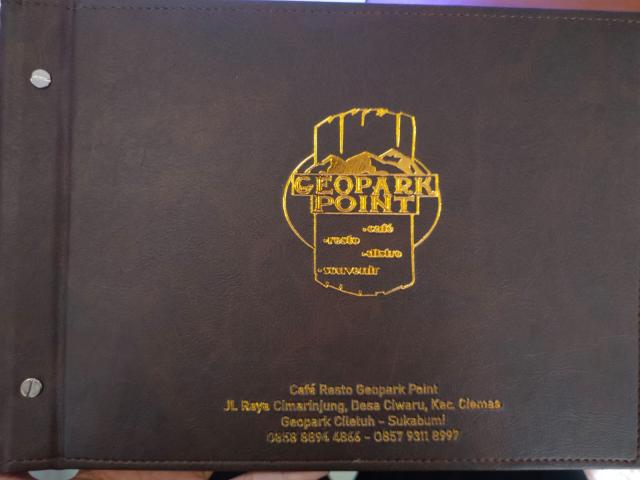 GEOPARK
POINT
•café
•resto
•distro
•souvenir
Café Resto Geopark Point
JL. Raya Cimarinjung, Desa Ciwaru, Kec. Ciemas
Geopark Ciletuh - Sukabumi
0858 8894 4866 - 0857 9311 8997